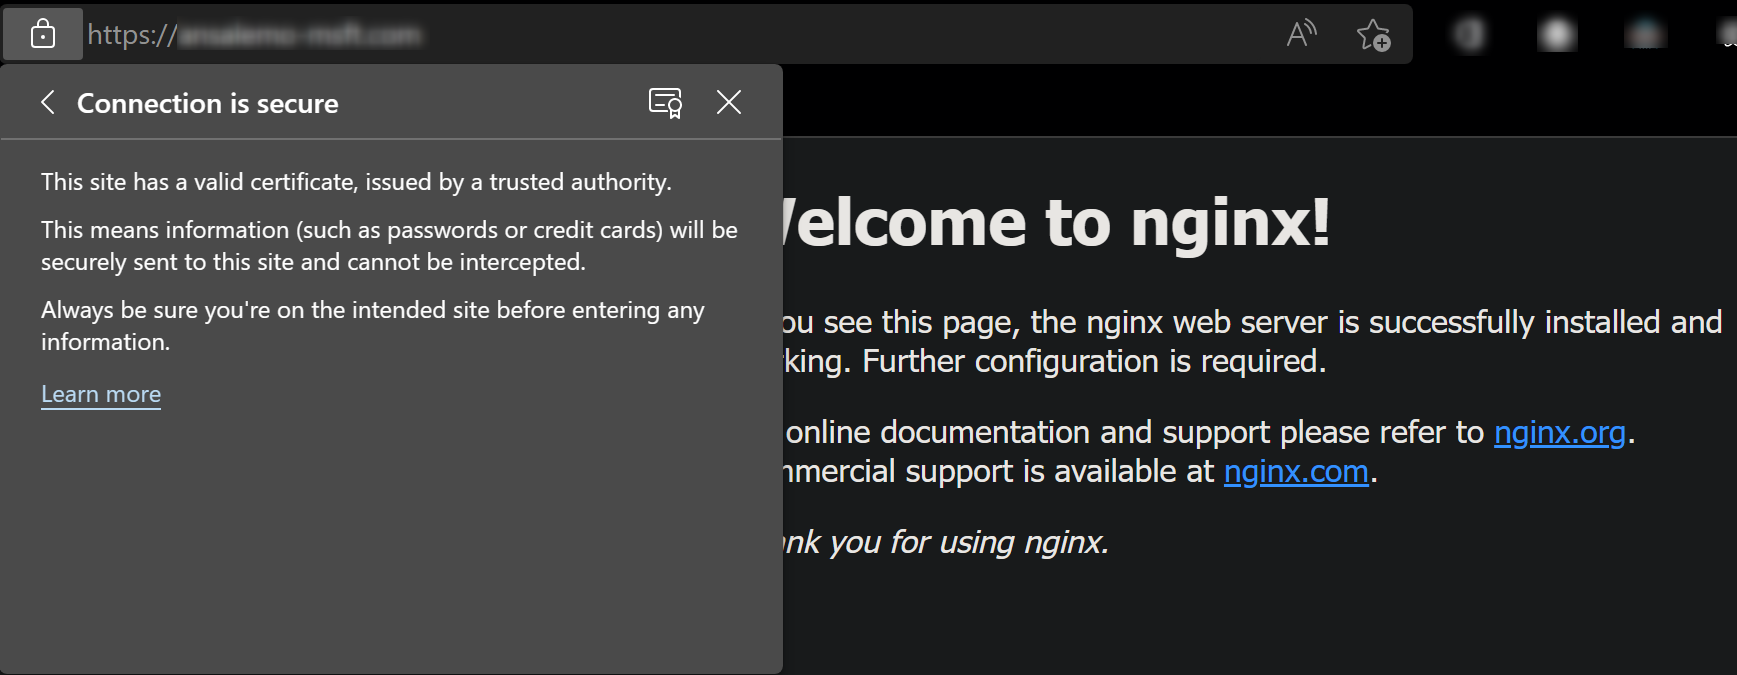 https://
Connection is secure
This site has a valid certificate, issued by a trusted authority.
This means information (such as passwords or credit cards) will be
securely sent to this site and cannot be intercepted.
Always be sure you're on the intended site before entering any
information.
Learn more
elcome to nginx!
ou see this page, the nginx web server is successfully installed and
king. Further configuration is required.
online documentation and support please refer to nginx.org.
mercial support is available at nginx.com.
nk you for using nginx.